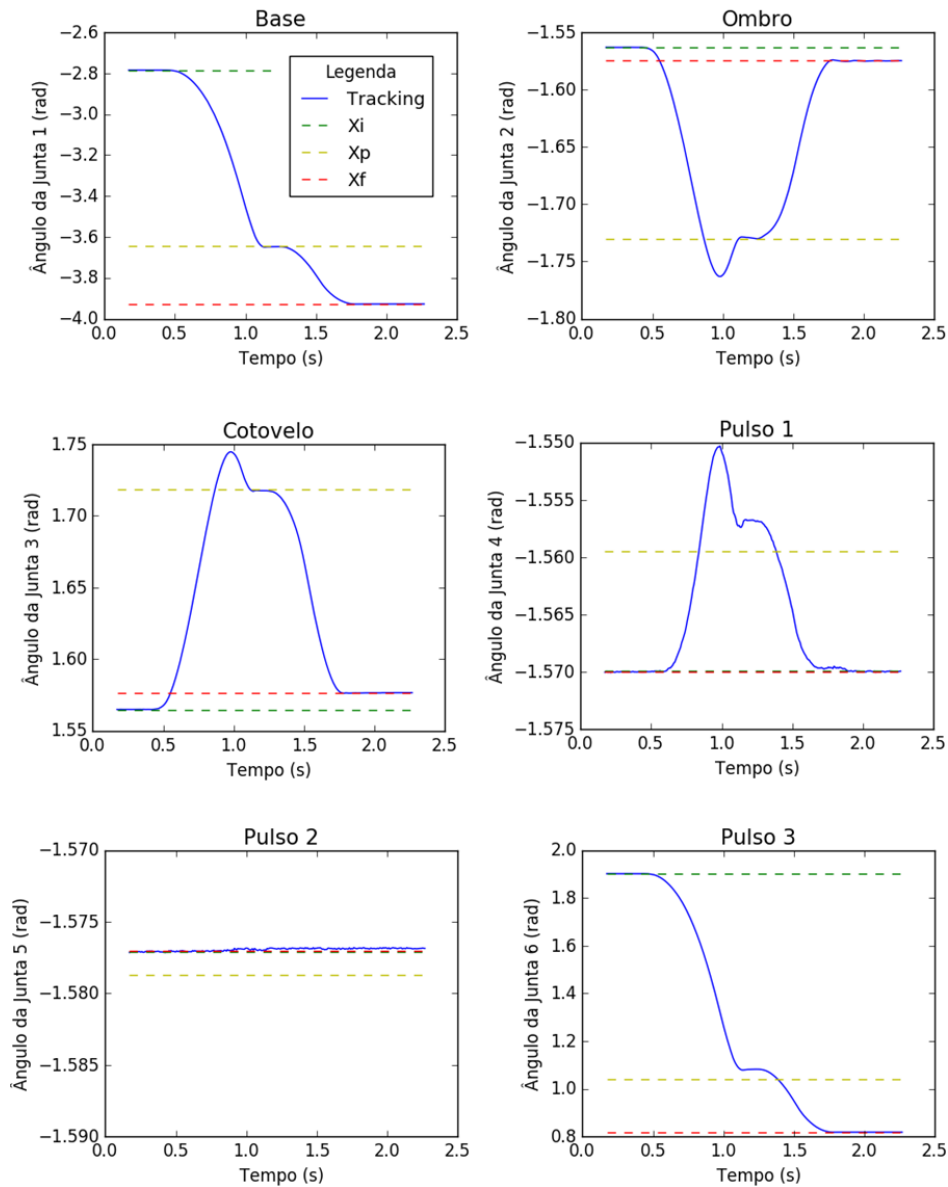 Base
Ângulo da Junta 1 (rad)
−2.6
−2.8
−3.0
−3.2
−3.4
−3.6
−3.8
−4.0
0.0 0.5 1.0 1.5 2.0 2.5
Tempo (s)
Legenda
Tracking
Xi
Xp
Xf
Ombro
Ângulo da Junta 2 (rad)
−1.55
−1.60
−1.65
−1.70
−1.75
−1.80
0.0 0.5 1.0 1.5 2.0 2.5
Tempo (s)
Cotovelo
Ângulo da Junta 3 (rad)
1.75
1.70
1.65
1.60
1.55
0.0 0.5 1.0 1.5 2.0 2.5
Tempo (s)
Pulso 1
Ângulo da Junta 4 (rad)
−1.550
−1.555
−1.560
−1.565
−1.570
−1.575
0.0 0.5 1.0 1.5 2.0 2.5
Tempo (s)
Pulso 2
Ângulo da Junta 5 (rad)
−1.570
−1.575
−1.580
−1.585
−1.590
0.0 0.5 1.0 1.5 2.0 2.5
Tempo (s)
Pulso 3
Ângulo da Junta 6 (rad)
2.0
1.8
1.6
1.4
1.2
1.0
0.8
0.0 0.5 1.0 1.5 2.0 2.5
Tempo (s)